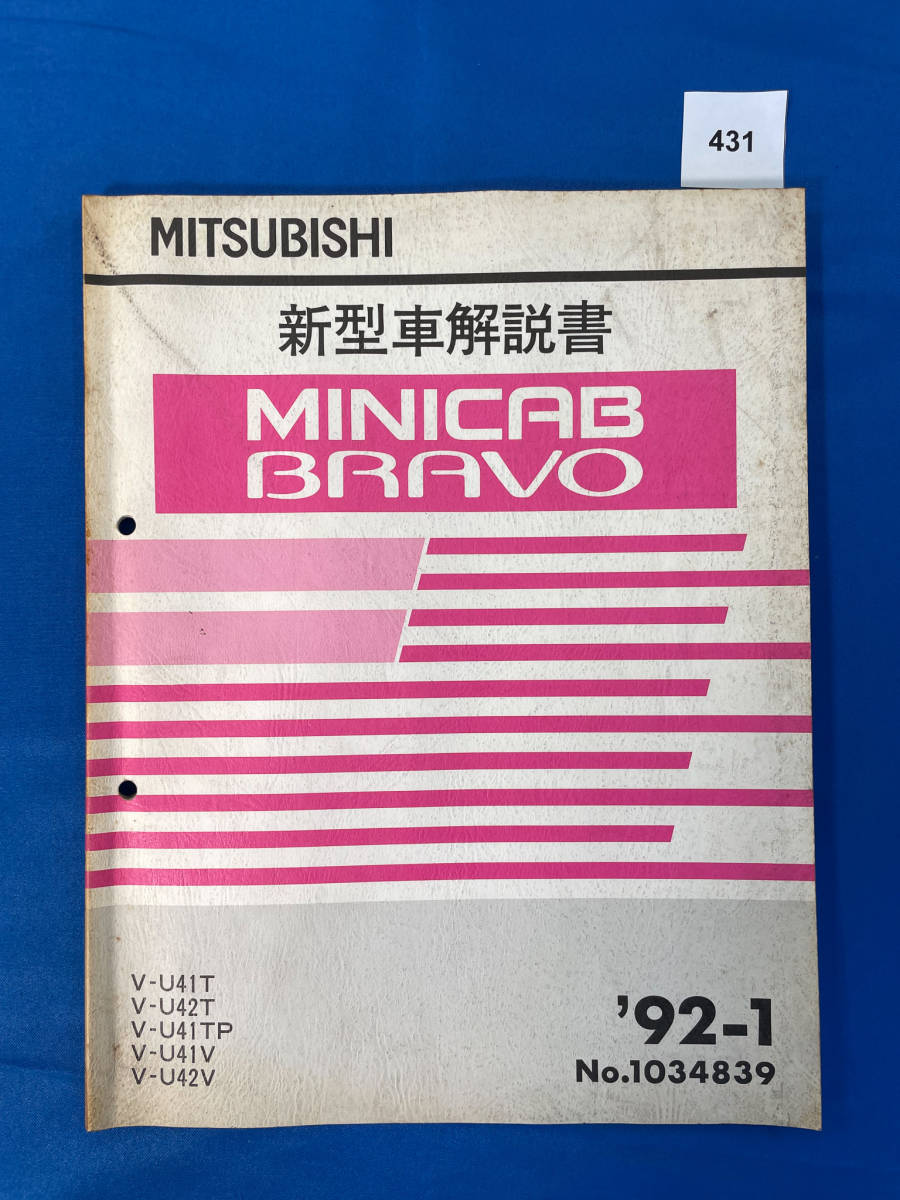 431
MITSUBISHI
新型車解説書
MINICAB
BRAVO
V-U41T
V-U42T
V-U41TP
V-U41V
V-U42V
'92-1
No.1034839